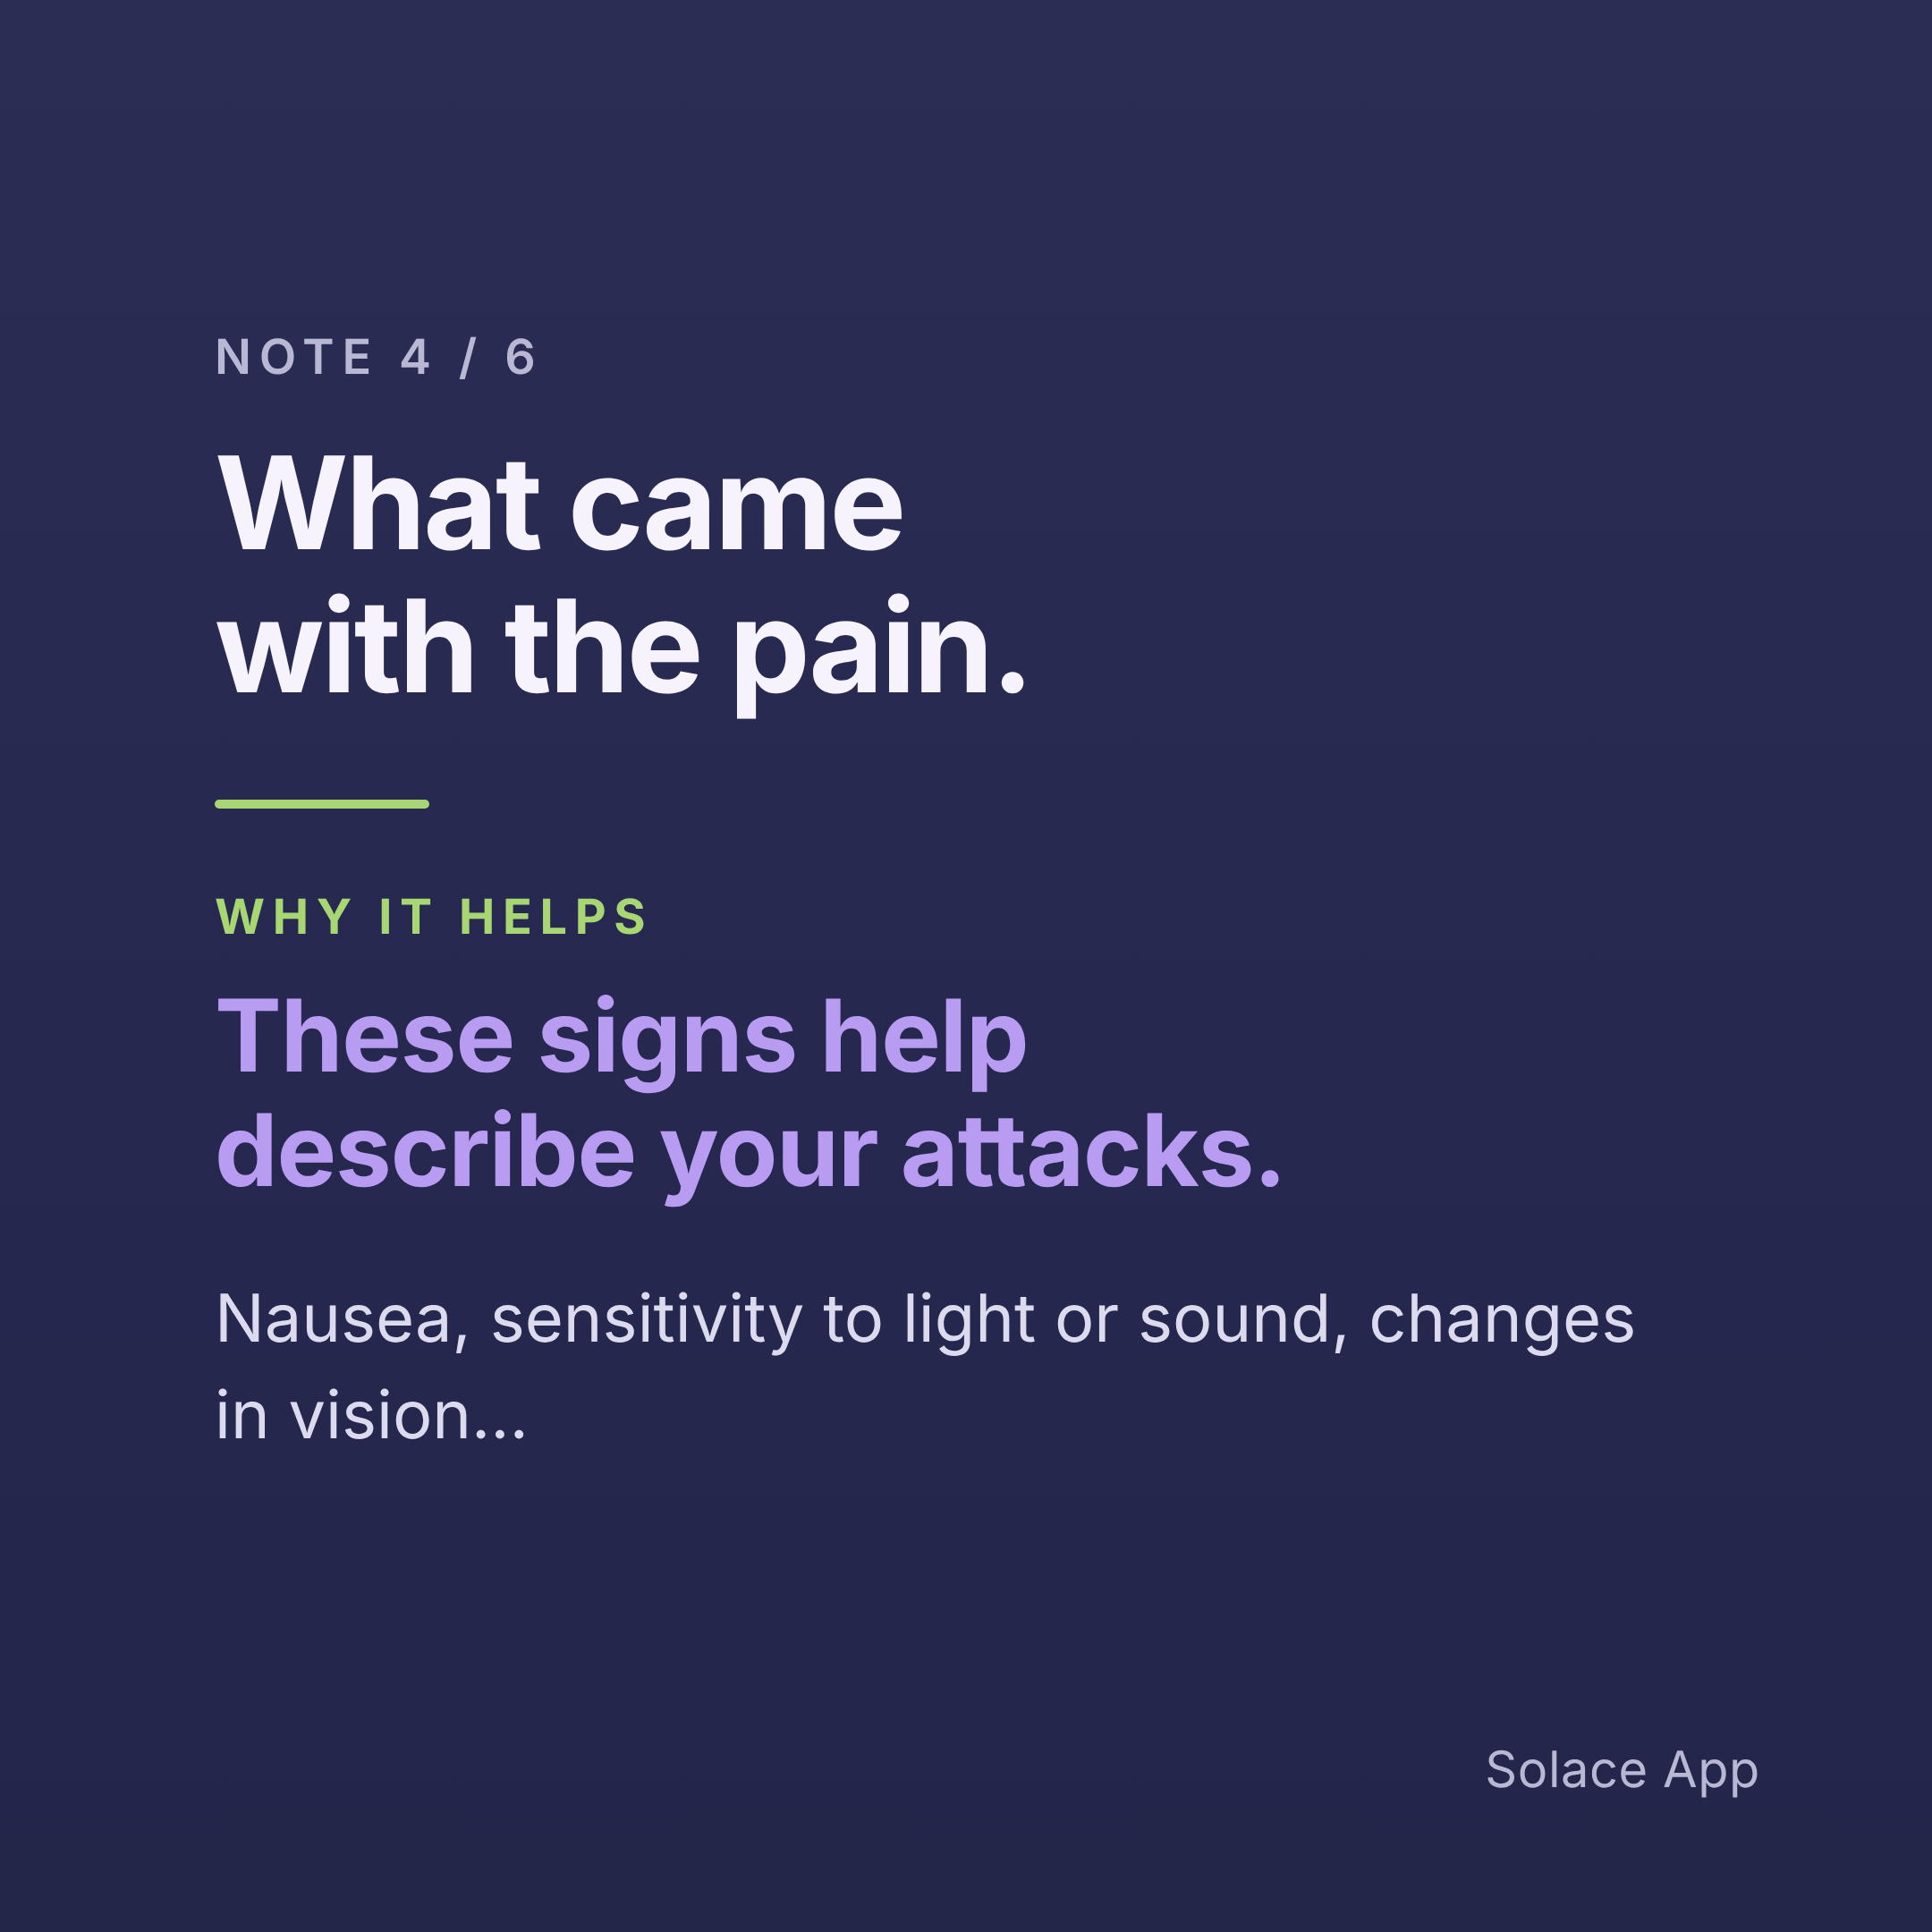 NOTE 4 / 6
What came
with the pain.
WHY IT HELPS
These signs help
describe your attacks.
Nausea, sensitivity to light or sound, changes
in vision...
Solace App